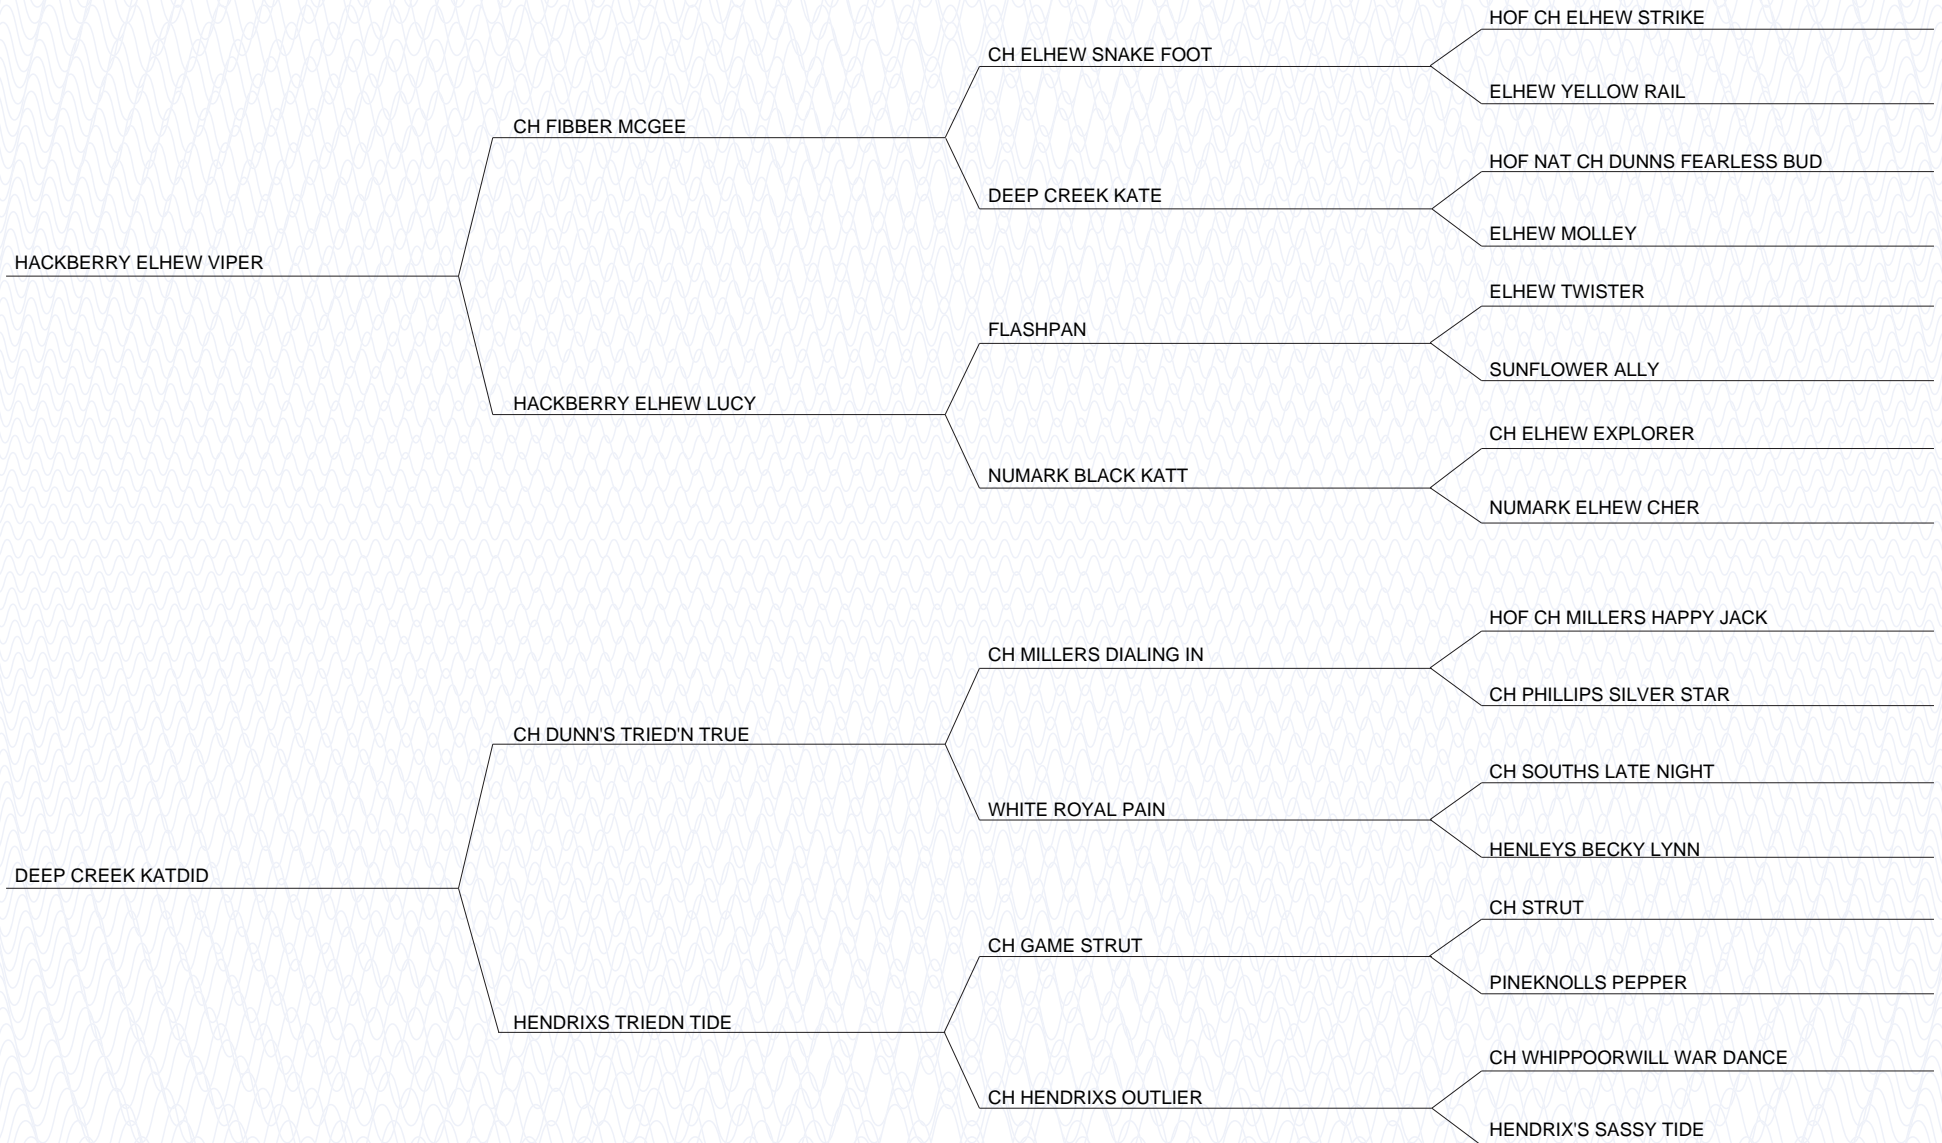 HACKBERRY ELHEW VIPER
CH FIBBER MCGEE
CH ELHEW SNAKE FOOT
HOF CH ELHEW STRIKE
ELHEW YELLOW RAIL
DEEP CREEK KATE
HOF NAT CH DUNNS FEARLESS BUD
ELHEW MOLLEY
HACKBERRY ELHEW LUCY
FLASHPAN
ELHEW TWISTER
SUNFLOWER ALLY
NUMARK BLACK KATT
CH ELHEW EXPLORER
NUMARK ELHEW CHER
DEEP CREEK KATDID
CH DUNN'S TRIED'N TRUE
CH MILLERS DIALING IN
HOF CH MILLERS HAPPY JACK
CH PHILLIPS SILVER STAR
WHITE ROYAL PAIN
CH SOUTHS LATE NIGHT
HENLEYS BECKY LYNN
HENDRIXS TRIEDN TIDE
CH GAME STRUT
CH STRUT
PINEKNOLLS PEPPER
CH HENDRIXS OUTLIER
CH WHIPPOORWILL WAR DANCE
HENDRIX'S SASSY TIDE